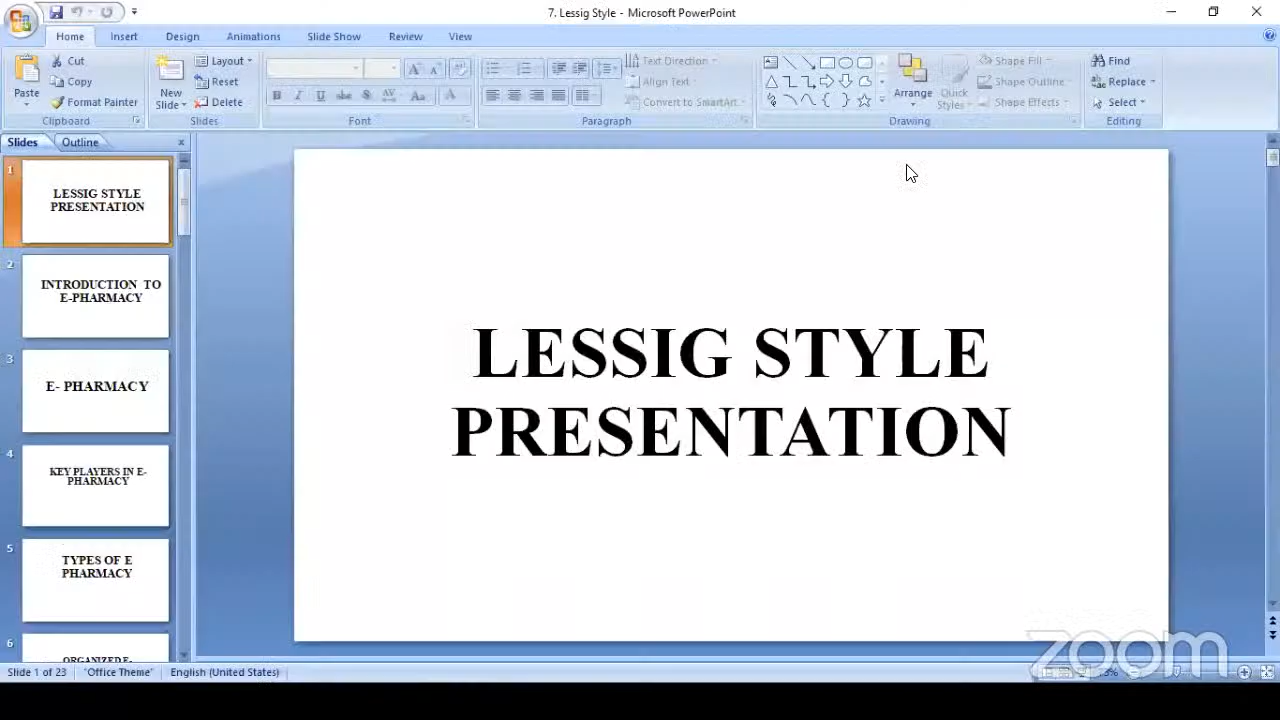 7. Lessig Style - Microsoft PowerPoint
Home Insert Design Animations Slide Show Review View
Paste
Cut
Copy
Format Painter
Clipboard
New
Slide
Layout
Reset
Delete
Slides
B I U abc S AV Aa A
Font
Text Direction
Align Text
Convert to SmartArt
Paragraph
Arrange
Quick
Styles
Shape Fill
Shape Outline
Shape Effects
Drawing
Find
Replace
Select
Editing
Slides Outline
1
LESSIG STYLE
PRESENTATION
2
INTRODUCTION TO
E-PHARMACY
3
E- PHARMACY
4
KEY PLAYERS IN E-
PHARMACY
5
TYPES OF E
PHARMACY
6
ORGANIZED E-
LESSIG STYLE
PRESENTATION
zoom
Slide 1 of 23 "Office Theme" English (United States)